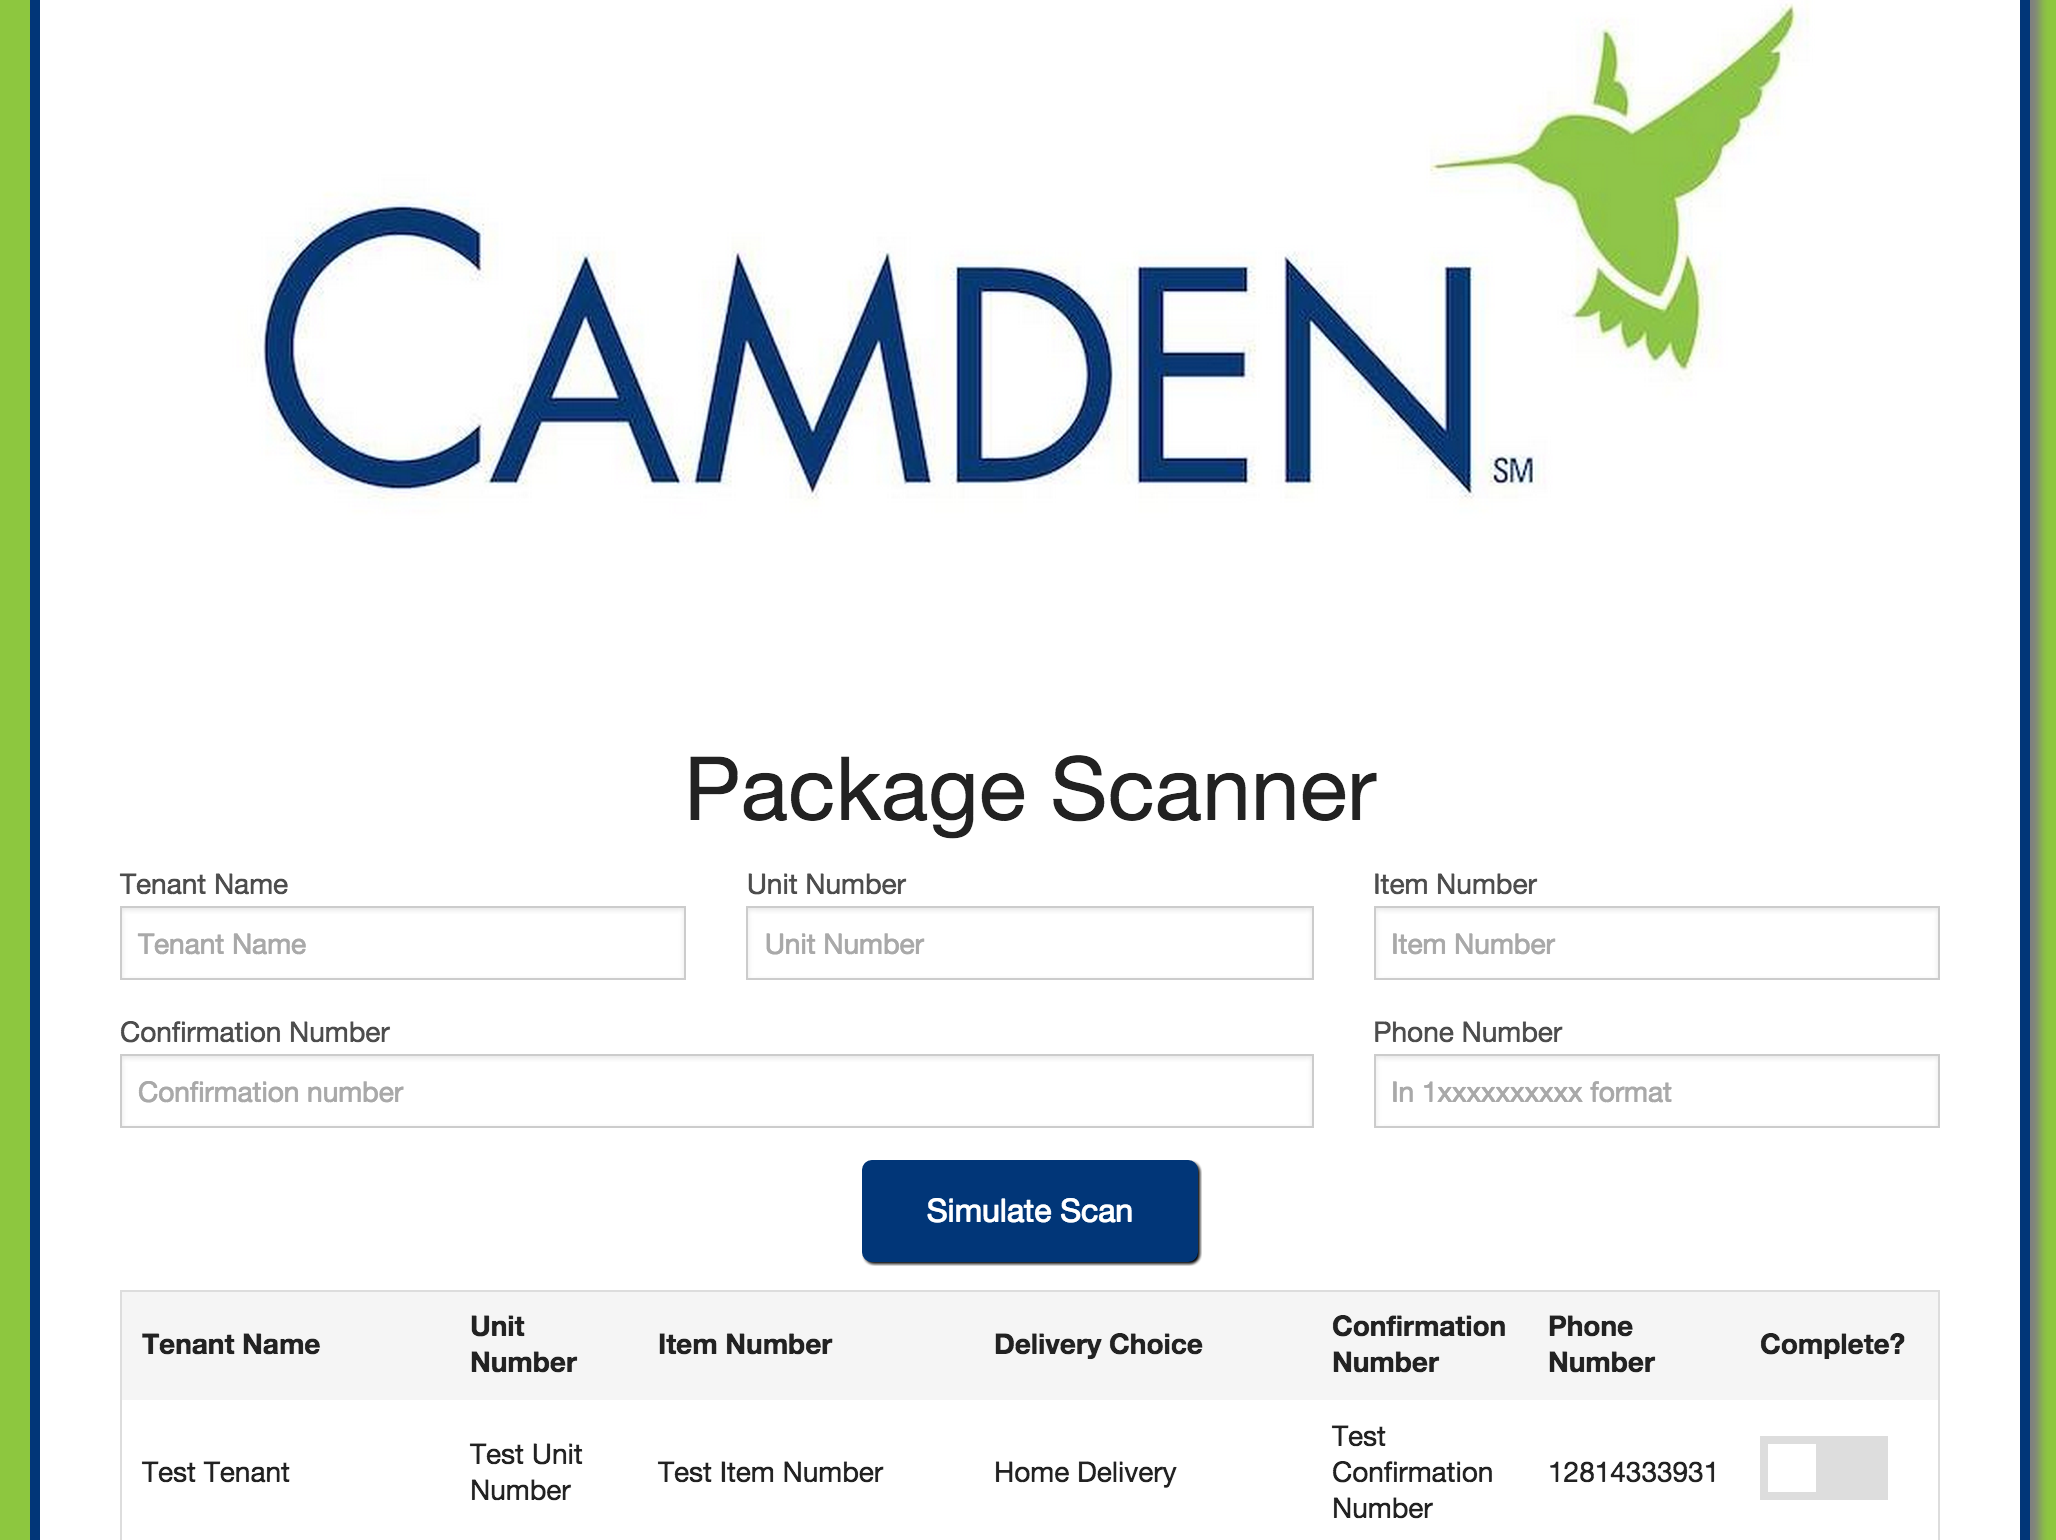 CAMDEN SM
Package Scanner
Tenant Name
Unit Number
Item Number
Tenant Name
Unit Number
Item Number
Confirmation Number
Phone Number
Confirmation number
In 1xxxxxxxxxx format
Simulate Scan
Tenant Name
Unit
Number
Item Number
Delivery Choice
Confirmation
Number
Phone
Number
Complete?
Test Tenant
Test Unit
Number
Test Item Number
Home Delivery
Test
Confirmation
Number
12814333931